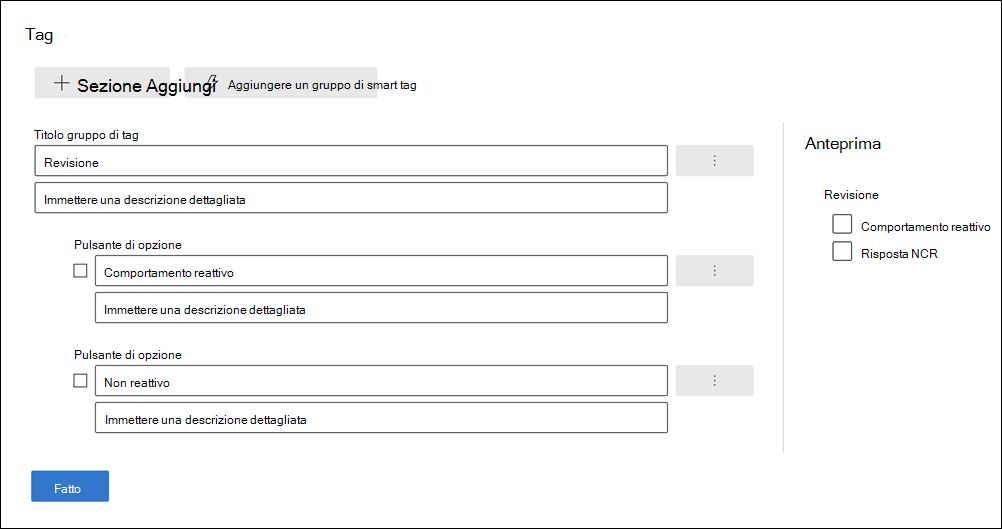 Tag
Sezione Aggiungi
Aggiungere un gruppo di smart tag
Titolo gruppo di tag
Revisione
Immettere una descrizione dettagliata
Pulsante di opzione
Comportamento reattivo
Immettere una descrizione dettagliata
Pulsante di opzione
Non reattivo
Immettere una descrizione dettagliata
Fatto
Anteprima
Revisione
Comportamento reattivo
Risposta NCR